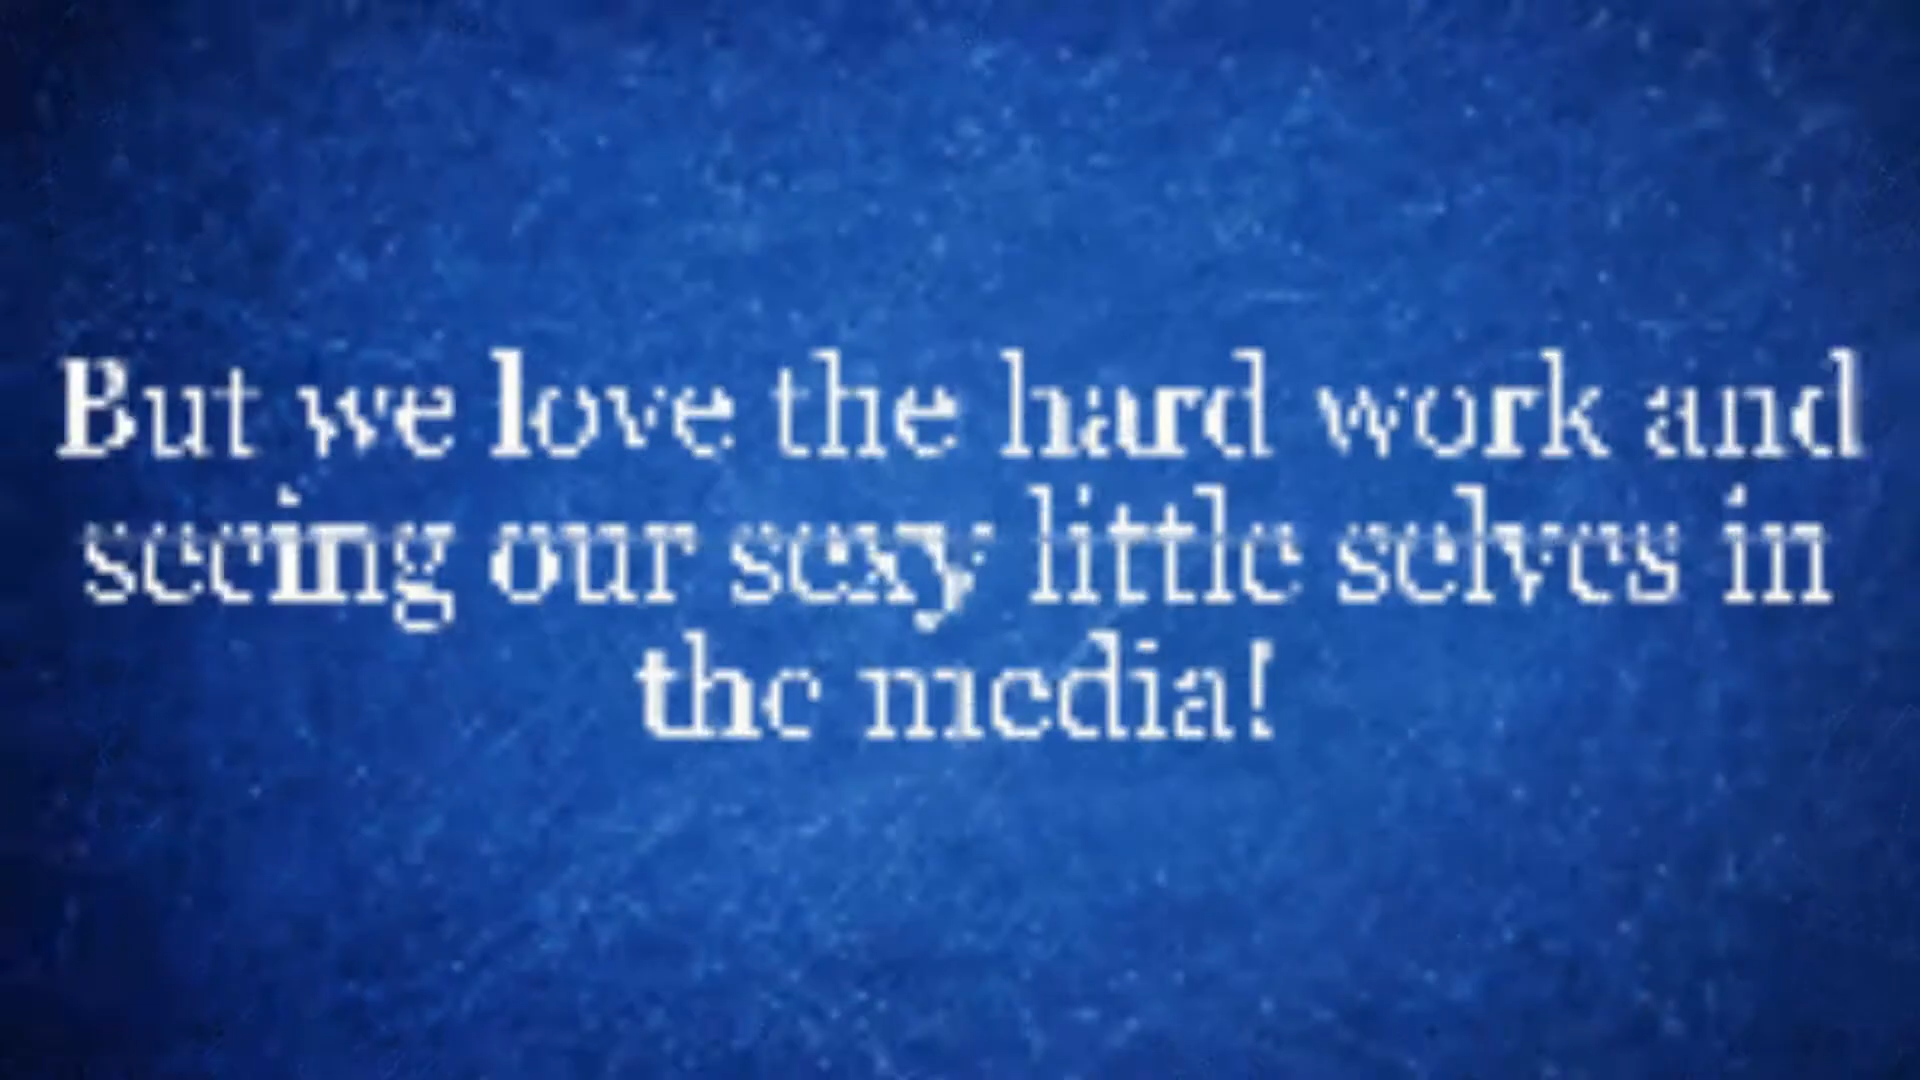 But we love the hard work and
seeing our sexy little selves in
the media!